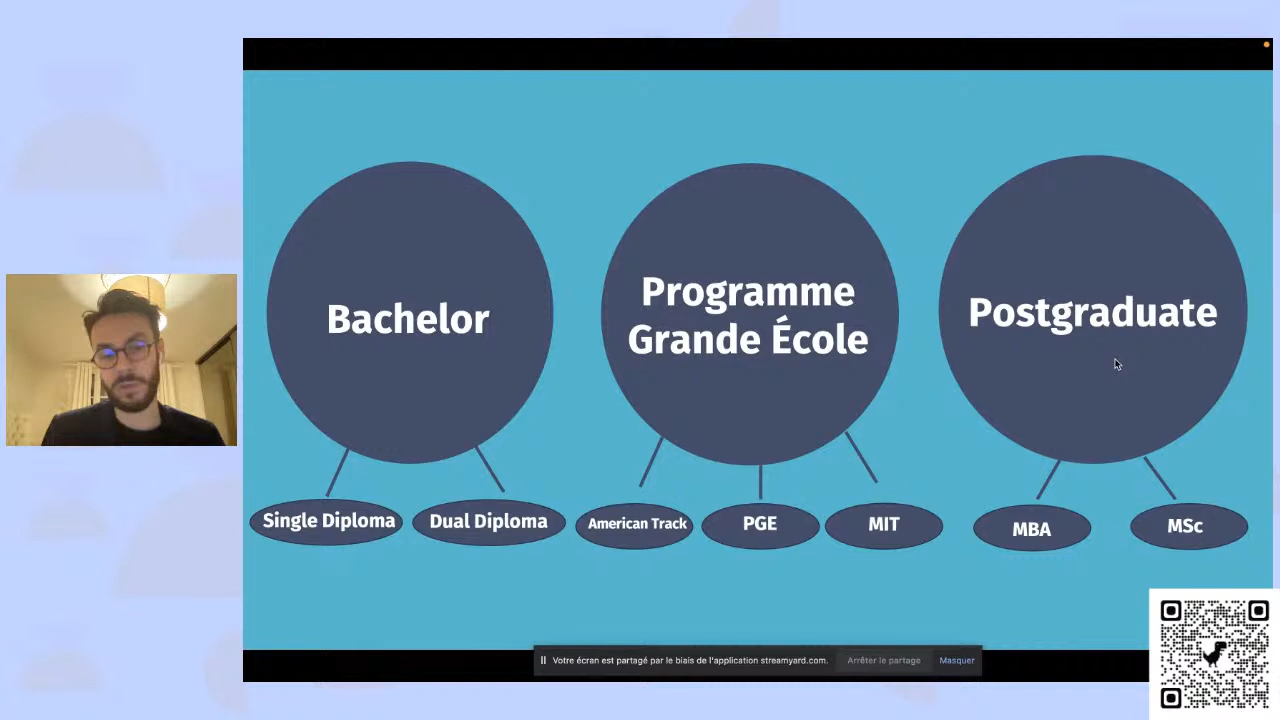 Bachelor
Programme
Grande École
Postgraduate
Single Diploma
Dual Diploma
American Track
PGE
MIT
MBA
MSc
Votre écran est partagé par le biais de l'application streamyard.com.
Arrêter le partage
Masquer